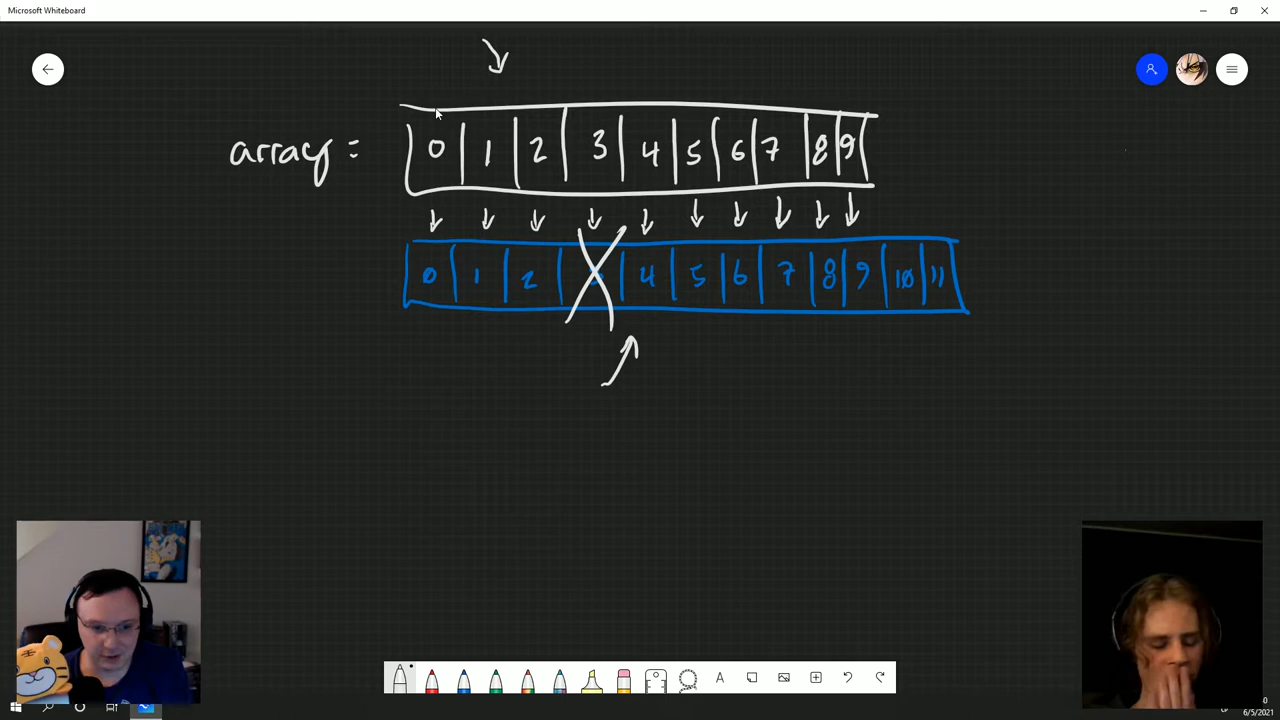 Microsoft Whiteboard
array = 0 1 2 3 4 5 6 7 8 9
0 1 2 3 4 5 6 7 8 9 10 11
A
6/5/2021